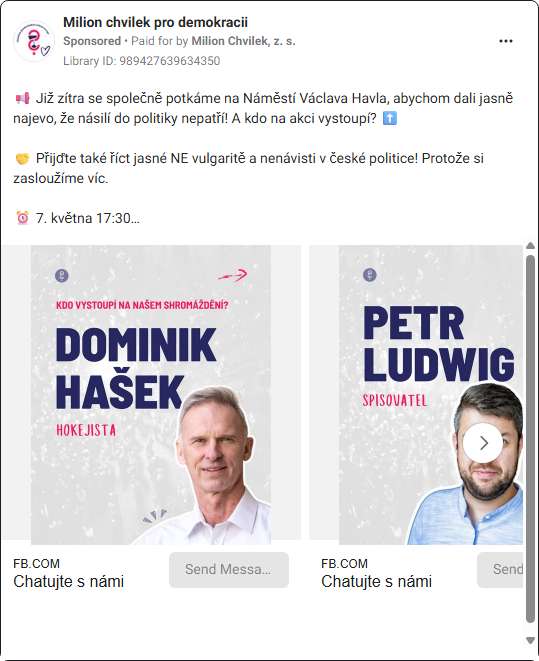 Milion chvilek pro demokracii
Sponsored • Paid for by Milion Chvilek, z. s.
Library ID: 989427639634350
Již zítra se společně potkáme na Náměstí Václava Havla, abychom dali jasně
najevo, že násilí do politiky nepatří! A kdo na akci vystoupí?
Přijďte také říct jasné NE vulgaritě a nenávisti v české politice! Protože si
zasloužíme víc.
7. května 17:30...
KDO VYSTOUPÍ NA NAŠEM SHROMÁŽDĚNÍ?
DOMINIK
HAŠEK
HOKEJISTA
PETR
LUDWIG
SPISOVATEL
FB.COM
Chatujte s námi
Send Messa...
FB.COM
Chatujte s námi
Send